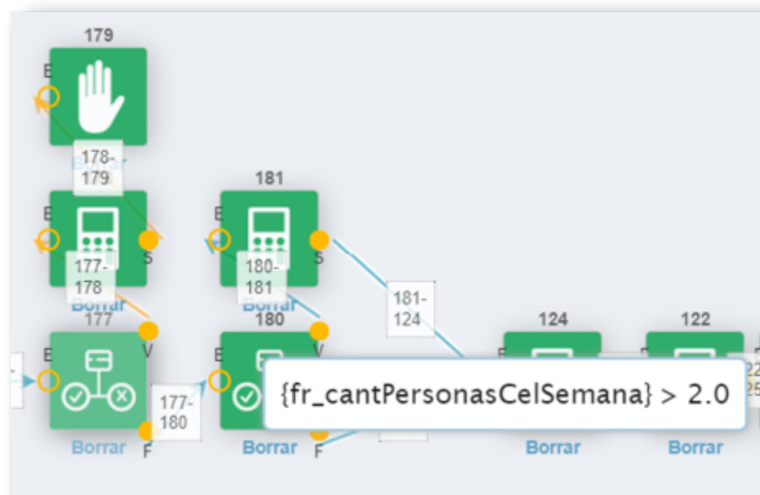 179
E
178-
179
Borrar
181
E
E
S
S
177-
178
180-
181
Borrar
Borrar
181-
124
177
180
124
122
V
V
E
E
{fr_cantPersonasCelSemana} > 2.0
177-
180
F
F
Borrar
Borrar
Borrar
Borrar